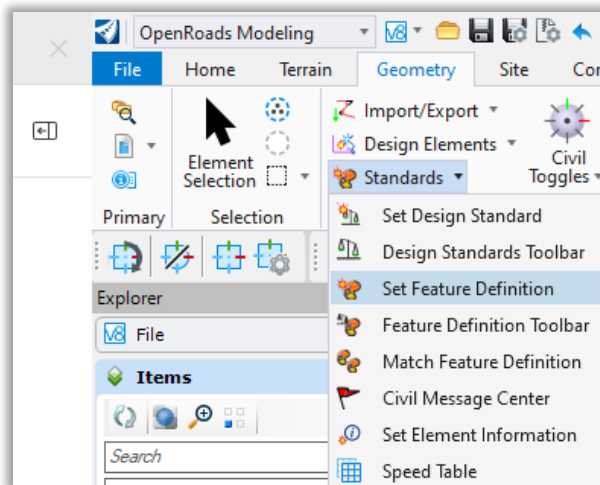 OpenRoads Modeling
File Home Terrain Geometry Site
Import/Export
Design Elements
Element
Selection
Standards
Civil
Toggles
Primary Selection
Set Design Standard
Design Standards Toolbar
Set Feature Definition
Feature Definition Toolbar
Match Feature Definition
Civil Message Center
Set Element Information
Speed Table
Explorer
V8 File
Items
Search